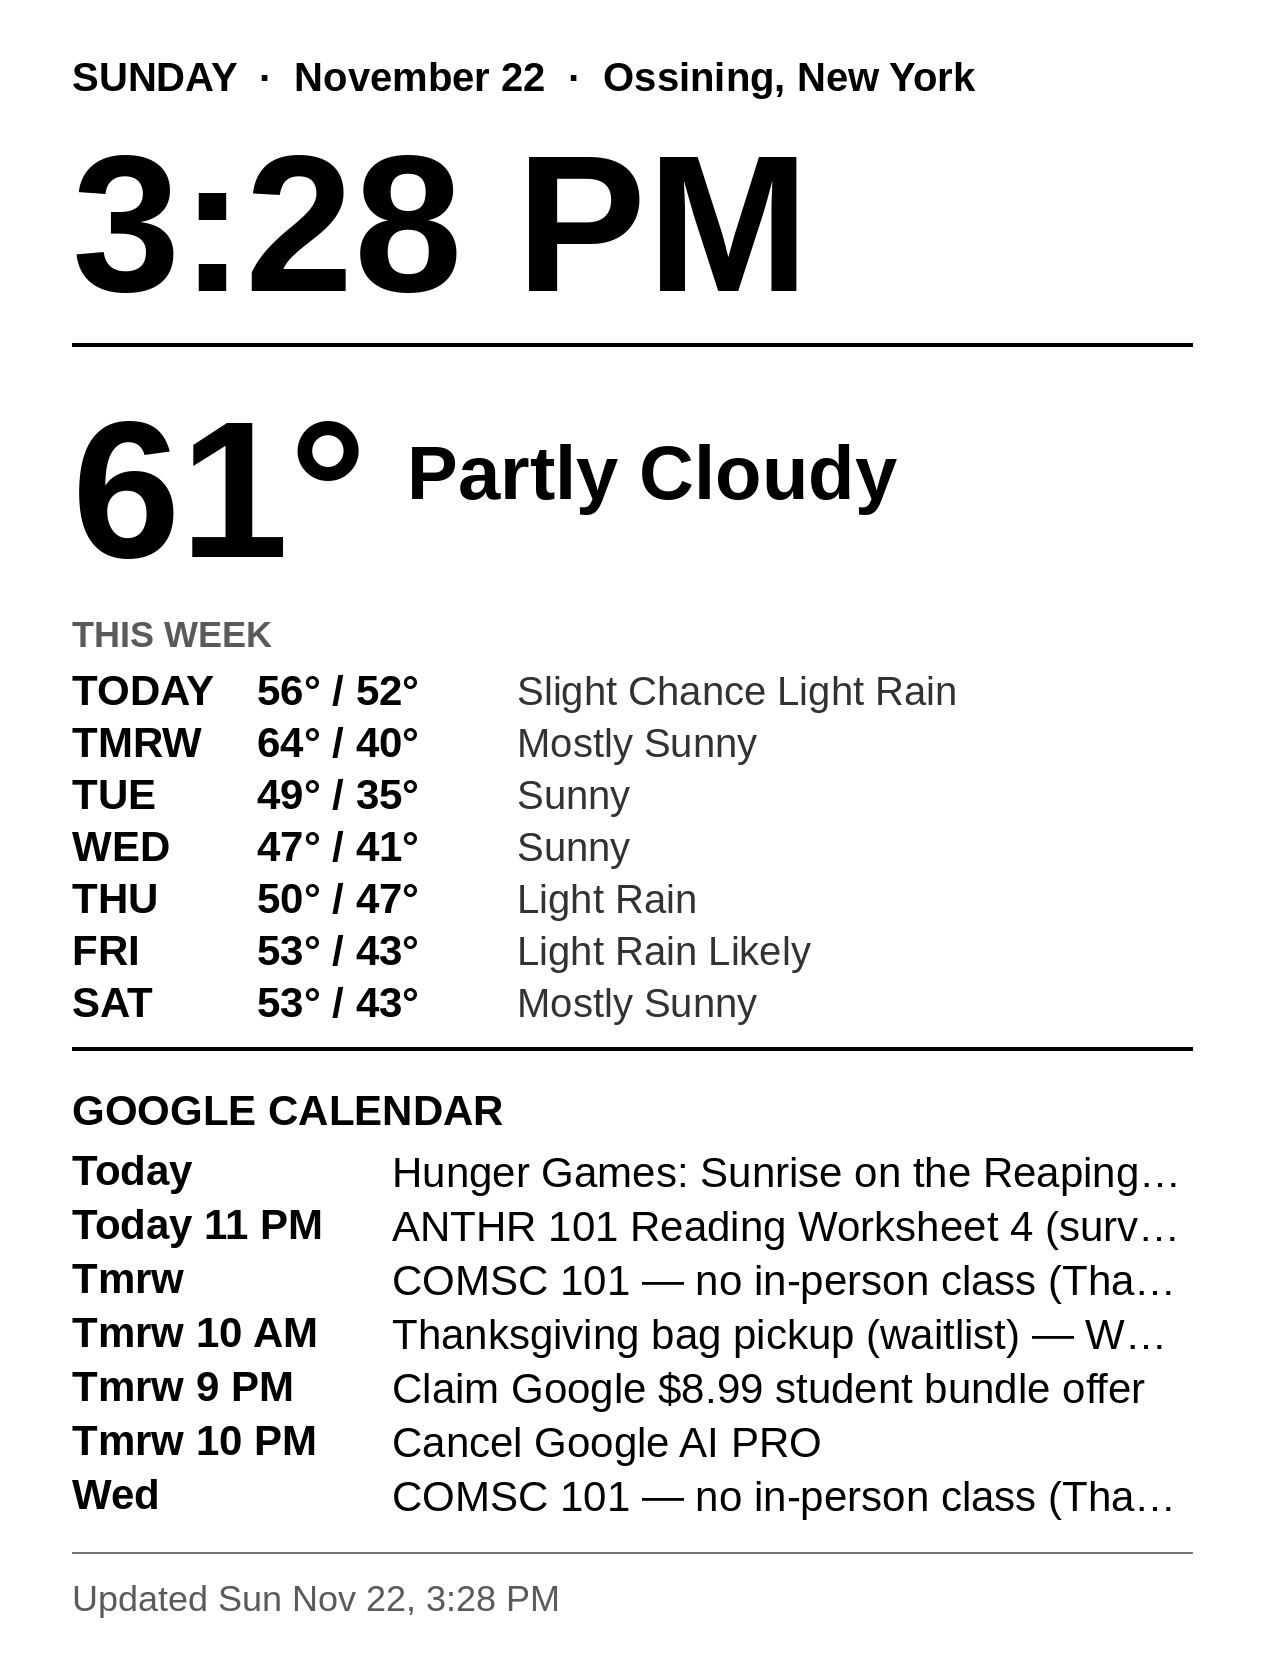 SUNDAY · November 22 · Ossining, New York
3:28 PM
61° Partly Cloudy
THIS WEEK
TODAY 56° / 52° Slight Chance Light Rain
TMRW 64° / 40° Mostly Sunny
TUE 49° / 35° Sunny
WED 47° / 41° Sunny
THU 50° / 47° Light Rain
FRI 53° / 43° Light Rain Likely
SAT 53° / 43° Mostly Sunny
GOOGLE CALENDAR
Today Hunger Games: Sunrise on the Reaping…
Today 11 PM ANTHR 101 Reading Worksheet 4 (surv…
Tmrw COMSC 101 — no in-person class (Tha…
Tmrw 10 AM Thanksgiving bag pickup (waitlist) — W…
Tmrw 9 PM Claim Google $8.99 student bundle offer
Tmrw 10 PM Cancel Google AI PRO
Wed COMSC 101 — no in-person class (Tha…
Updated Sun Nov 22, 3:28 PM